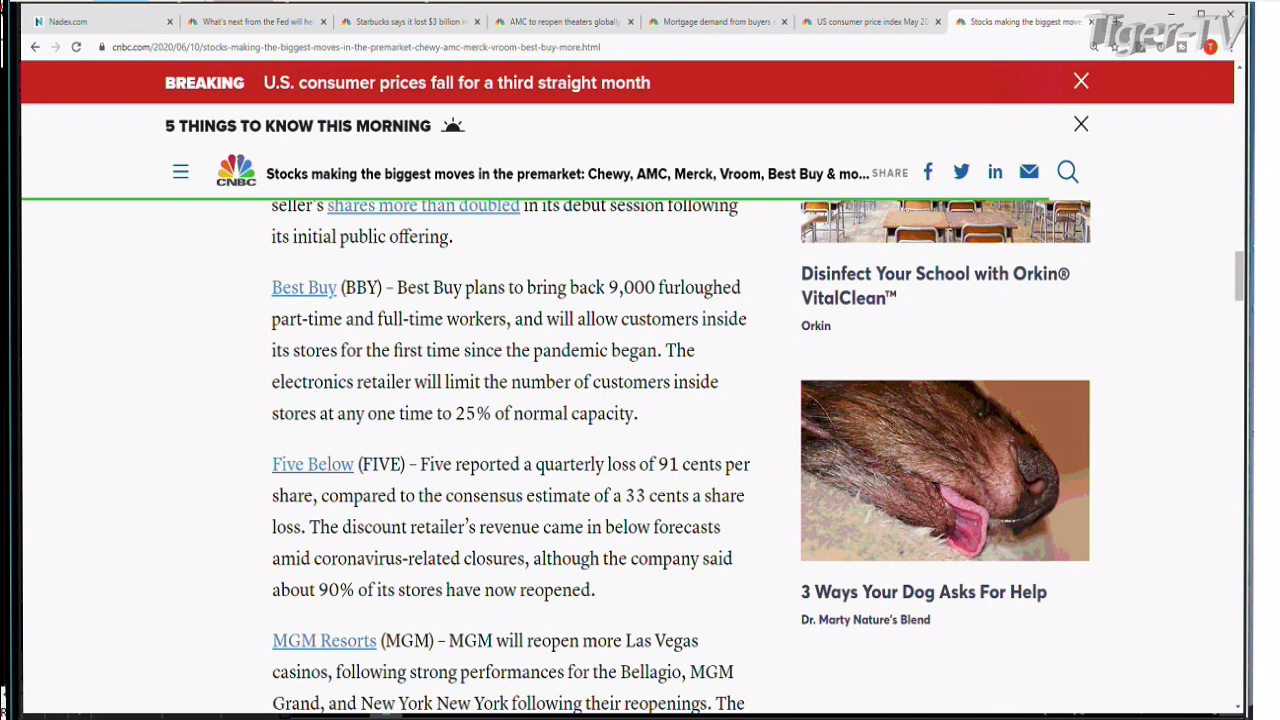 Nadex.com
What's next from the Fed will he
Starbucks says it lost $3 billion in
AMC to reopen theaters globally
Mortgage demand from buyers
US consumer price index May 20
Stocks making the biggest move
Tiger-TV
cnbc.com/2020/06/10/stocks-making-the-biggest-moves-in-the-premarket-chewy-amc-merck-vroom-best-buy-more.html
T
BREAKING U.S. consumer prices fall for a third straight month
5 THINGS TO KNOW THIS MORNING
CNBC
Stocks making the biggest moves in the premarket: Chewy, AMC, Merck, Vroom, Best Buy & mo...
SHARE
seller's shares more than doubled in its debut session following
its initial public offering.
Best Buy (BBY) – Best Buy plans to bring back 9,000 furloughed
part-time and full-time workers, and will allow customers inside
its stores for the first time since the pandemic began. The
electronics retailer will limit the number of customers inside
stores at any one time to 25% of normal capacity.
Five Below (FIVE) – Five reported a quarterly loss of 91 cents per
share, compared to the consensus estimate of a 33 cents a share
loss. The discount retailer's revenue came in below forecasts
amid coronavirus-related closures, although the company said
about 90% of its stores have now reopened.
MGM Resorts (MGM) – MGM will reopen more Las Vegas
casinos, following strong performances for the Bellagio, MGM
Grand, and New York New York following their reopenings. The
Disinfect Your School with Orkin®
VitalClean™
Orkin
3 Ways Your Dog Asks For Help
Dr. Marty Nature's Blend